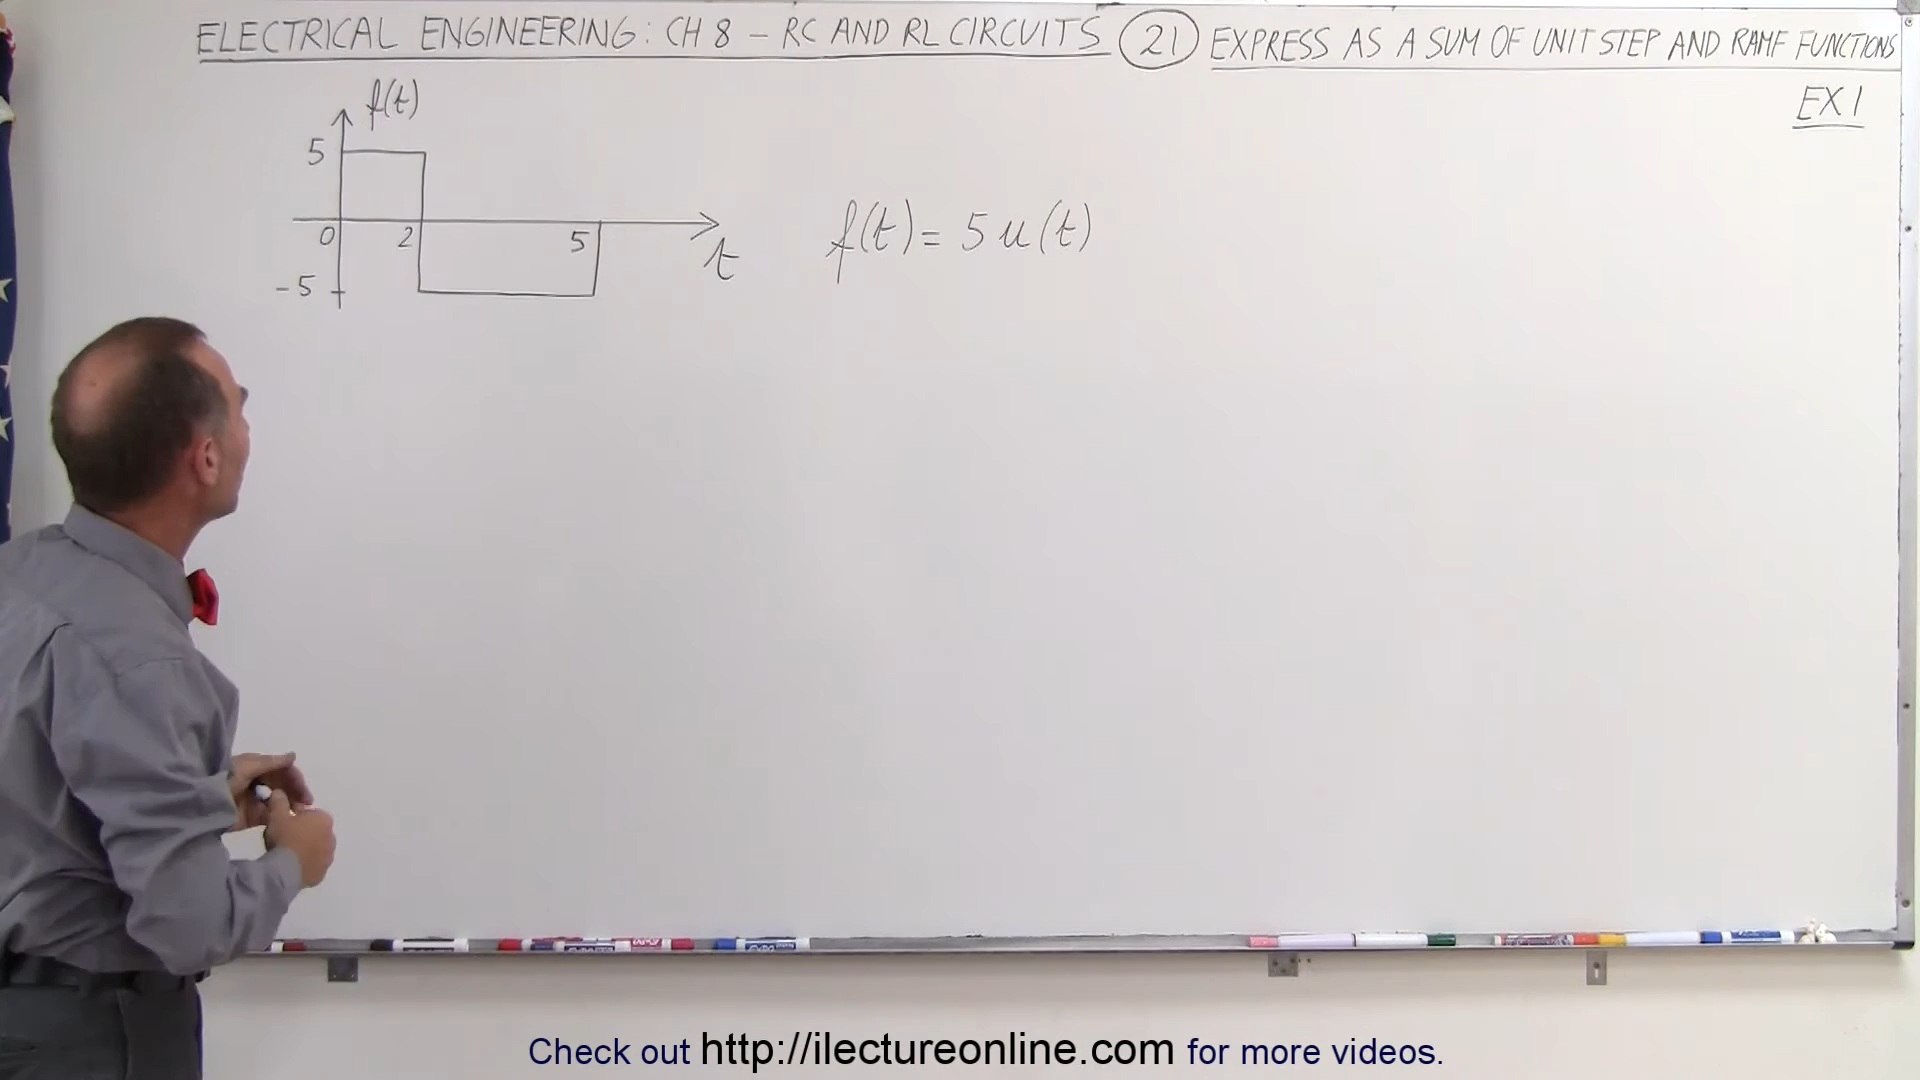 ELECTRICAL ENGINEERING: CH 8 – RC AND RL CIRCUITS (21) EXPRESS AS A SUM OF UNIT STEP AND RAMP FUNCTIONS
EX 1
f(t)
5
0 2 5 t
-5
f(t) = 5 u(t)
Check out http://ilectureonline.com for more videos.